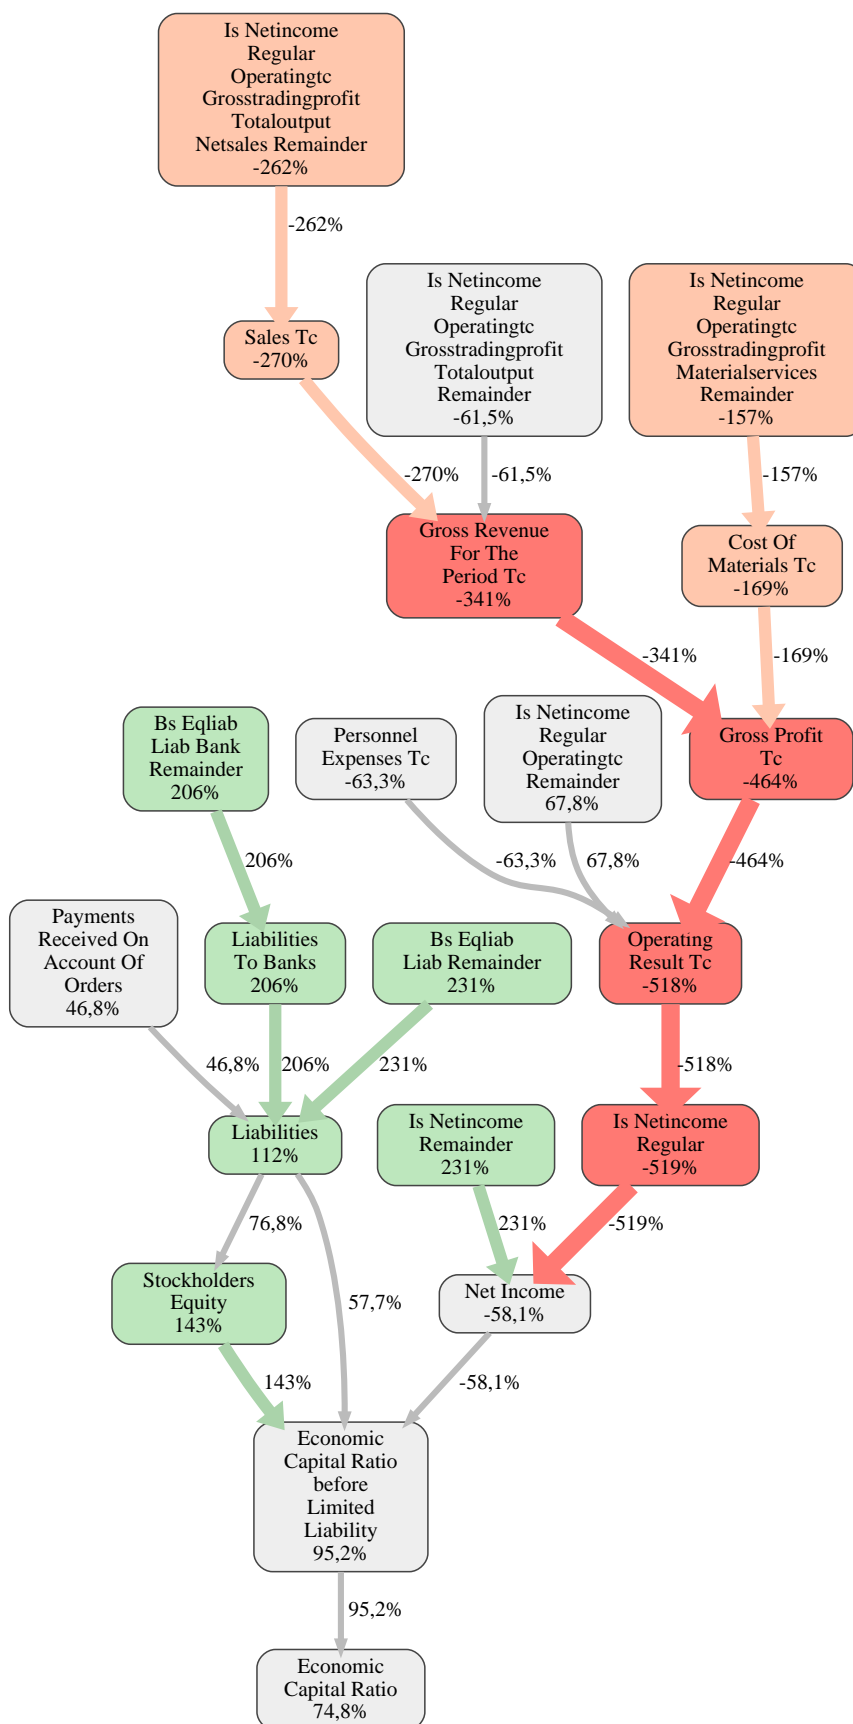 Is Netincome
Regular
Operatingtc
Grosstradingprofit
Totaloutput
Netsales Remainder
-262%
-262%
Sales Tc
-270%
Is Netincome
Regular
Operatingtc
Grosstradingprofit
Totaloutput
Remainder
-61,5%
Is Netincome
Regular
Operatingtc
Grosstradingprofit
Materialservices
Remainder
-157%
-270%
-61,5%
-157%
Gross Revenue
For The
Period Tc
-341%
Cost Of
Materials Tc
-169%
-341%
-169%
Bs Eqliab
Liab Bank
Remainder
206%
Personnel
Expenses Tc
-63,3%
Is Netincome
Regular
Operatingtc
Remainder
67,8%
Gross Profit
Tc
-464%
206%
-63,3%
67,8%
-464%
Payments
Received On
Account Of
Orders
46,8%
Liabilities
To Banks
206%
Bs Eqliab
Liab Remainder
231%
Operating
Result Tc
-518%
46,8%
206%
231%
-518%
Liabilities
112%
Is Netincome
Remainder
231%
Is Netincome
Regular
-519%
76,8%
231%
-519%
Stockholders
Equity
143%
57,7%
Net Income
-58,1%
143%
-58,1%
Economic
Capital Ratio
before
Limited
Liability
95,2%
95,2%
Economic
Capital Ratio
74,8%